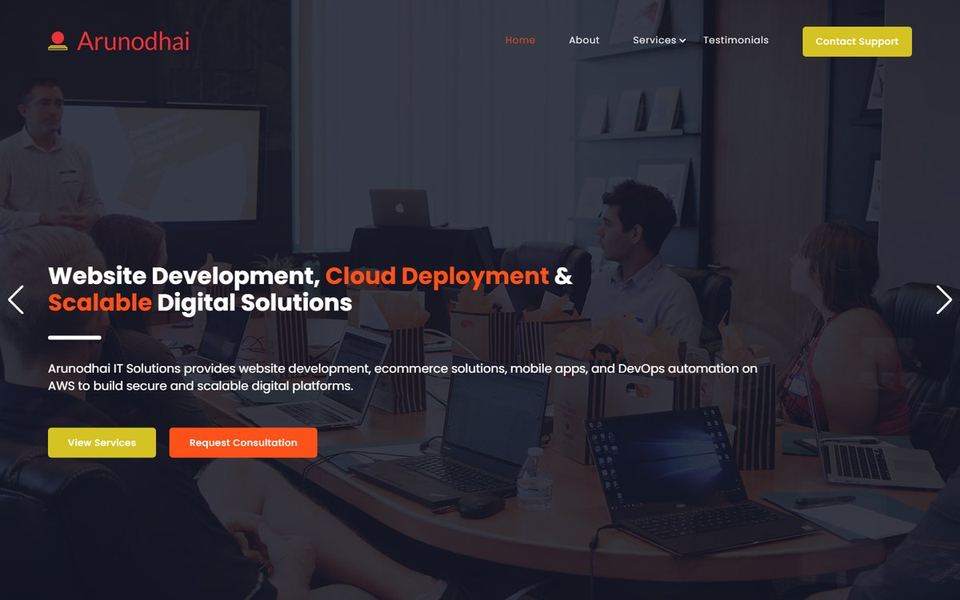 Arunodhai
Home
About
Services
Testimonials
Contact Support
Website Development, Cloud Deployment &
Scalable Digital Solutions
Arunodhai IT Solutions provides website development, ecommerce solutions, mobile apps, and DevOps automation on
AWS to build secure and scalable digital platforms.
View Services
Request Consultation